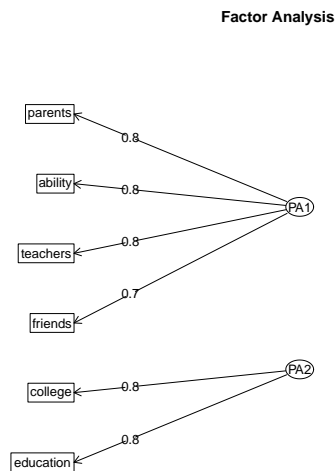 Factor Analysis
parents
0.8
ability
0.8
PA1
teachers
0.8
0.7
friends
PA2
college
0.8
0.8
education